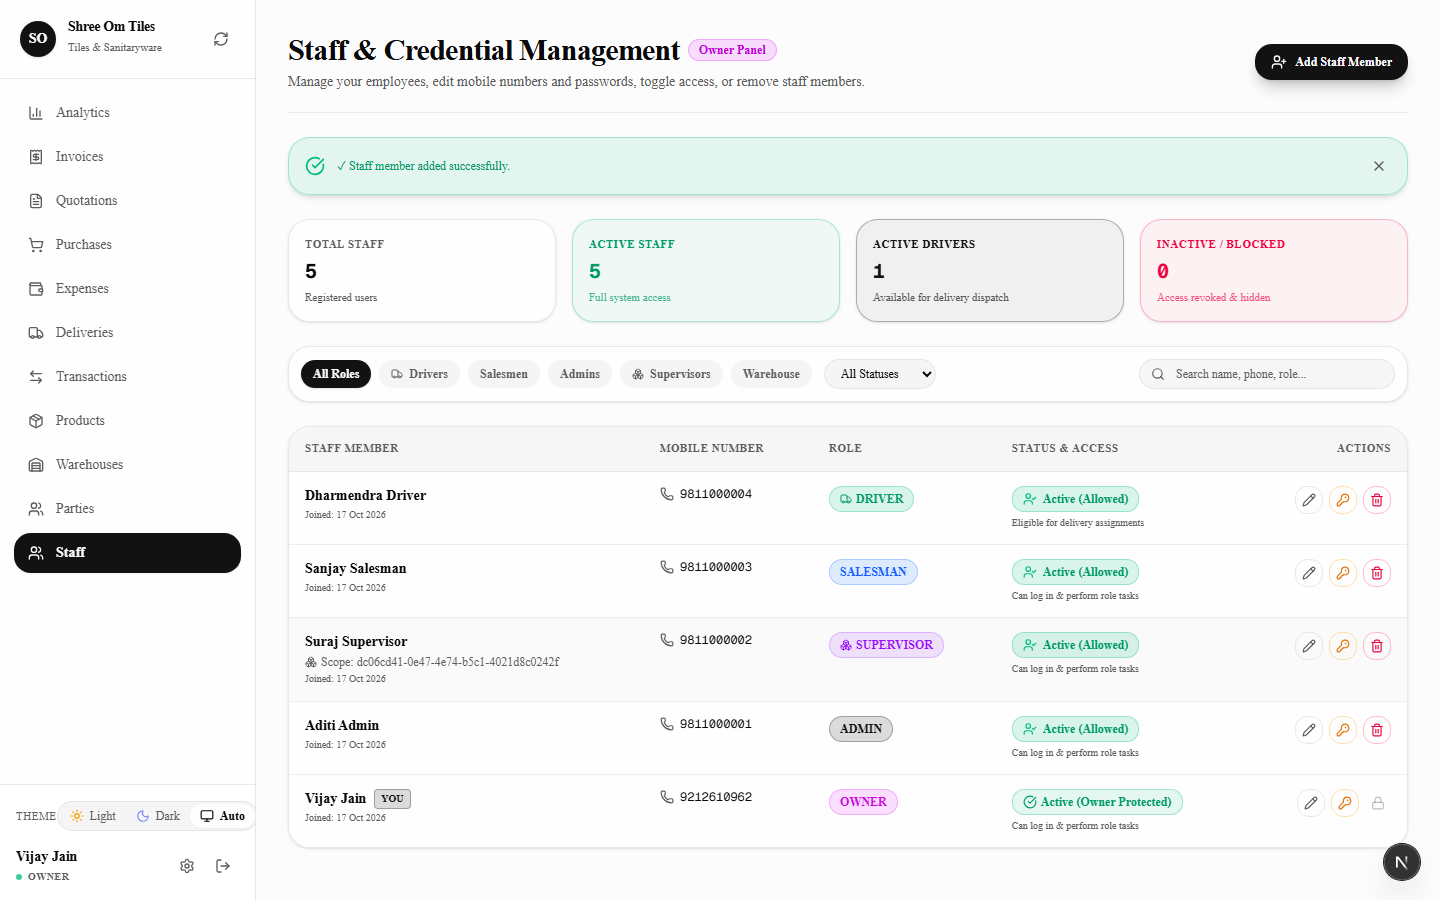 SO
Shree Om Tiles
Tiles & Sanitaryware
Analytics
Invoices
Quotations
Purchases
Expenses
Deliveries
Transactions
Products
Warehouses
Parties
Staff
THEME Light Dark Auto
Vijay Jain
OWNER
Staff & Credential Management Owner Panel
Manage your employees, edit mobile numbers and passwords, toggle access, or remove staff members.
Add Staff Member
✓ Staff member added successfully.
TOTAL STAFF
5
Registered users
ACTIVE STAFF
5
Full system access
ACTIVE DRIVERS
1
Available for delivery dispatch
INACTIVE / BLOCKED
0
Access revoked & hidden
All Roles Drivers Salesmen Admins Supervisors Warehouse All Statuses Search name, phone, role...
STAFF MEMBER MOBILE NUMBER ROLE STATUS & ACCESS ACTIONS
Dharmendra Driver 9811000004 DRIVER Active (Allowed)
Joined: 17 Oct 2026 Eligible for delivery assignments
Sanjay Salesman 9811000003 SALESMAN Active (Allowed)
Joined: 17 Oct 2026 Can log in & perform role tasks
Suraj Supervisor 9811000002 SUPERVISOR Active (Allowed)
Scope: dc06cd41-0e47-4e74-b5c1-4021d8c0242f Can log in & perform role tasks
Joined: 17 Oct 2026
Aditi Admin 9811000001 ADMIN Active (Allowed)
Joined: 17 Oct 2026 Can log in & perform role tasks
Vijay Jain YOU 9212610962 OWNER Active (Owner Protected)
Joined: 17 Oct 2026 Can log in & perform role tasks
N